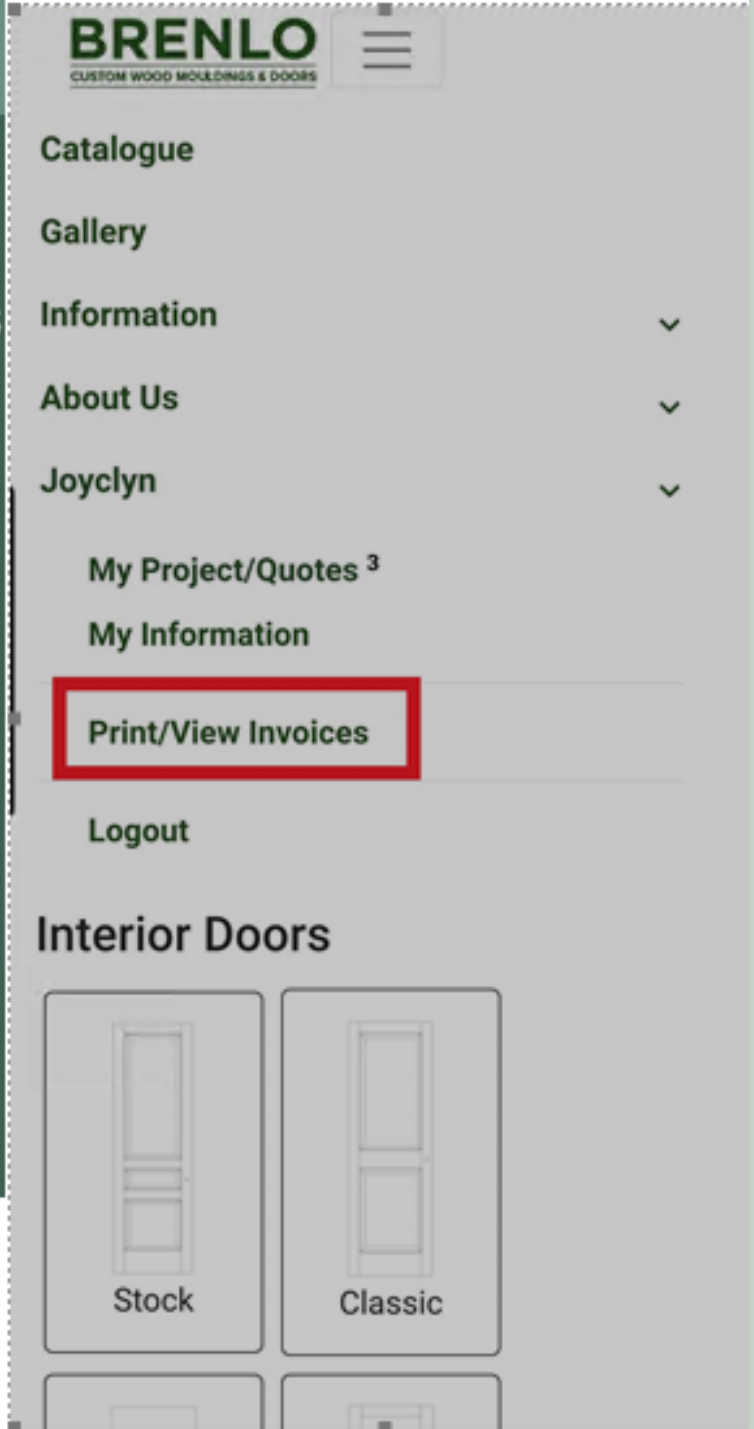 BRENLO
CUSTOM WOOD MOULDINGS & DOORS
Catalogue
Gallery
Information
About Us
Joyclyn
My Project/Quotes 3
My Information
Print/View Invoices
Logout
Interior Doors
Stock
Classic